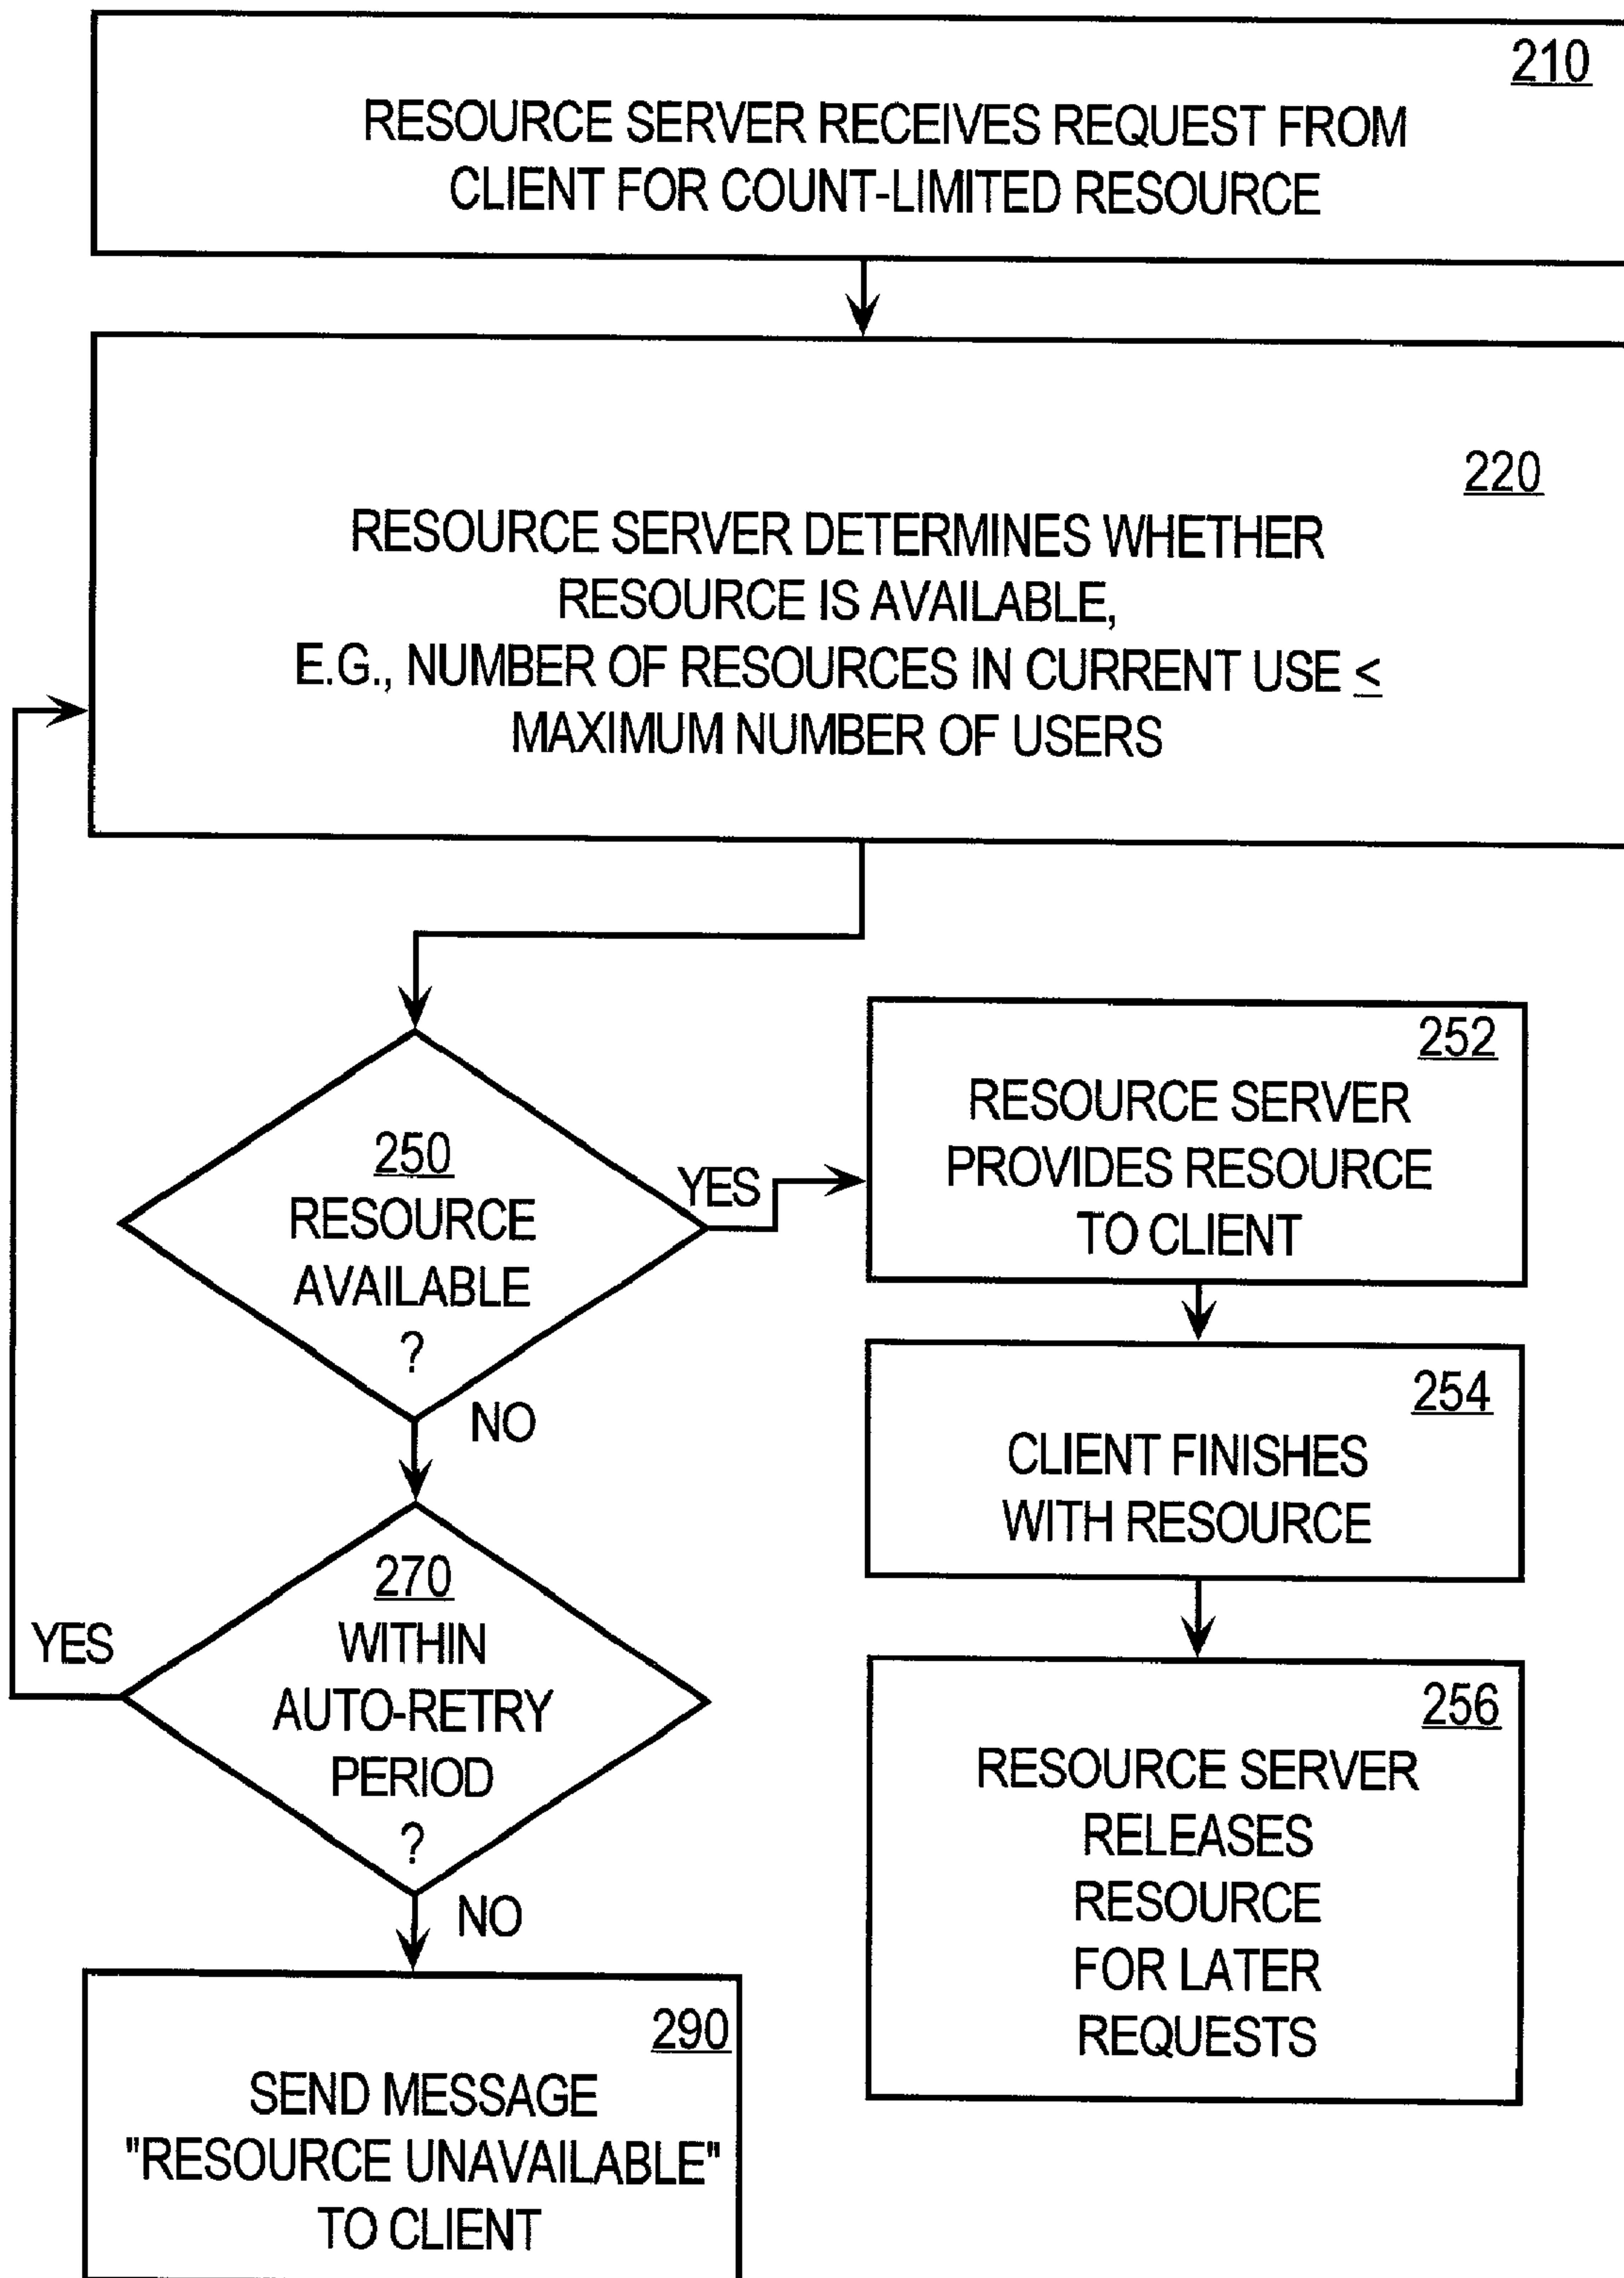 210
RESOURCE SERVER RECEIVES REQUEST FROM
CLIENT FOR COUNT-LIMITED RESOURCE
220
RESOURCE SERVER DETERMINES WHETHER
RESOURCE IS AVAILABLE,
E.G., NUMBER OF RESOURCES IN CURRENT USE ≤
MAXIMUM NUMBER OF USERS
250
RESOURCE
AVAILABLE
?
YES
NO
252
RESOURCE SERVER
PROVIDES RESOURCE
TO CLIENT
254
CLIENT FINISHES
WITH RESOURCE
256
RESOURCE SERVER
RELEASES
RESOURCE
FOR LATER
REQUESTS
270
WITHIN
AUTO-RETRY
PERIOD
?
YES
NO
290
SEND MESSAGE
"RESOURCE UNAVAILABLE"
TO CLIENT